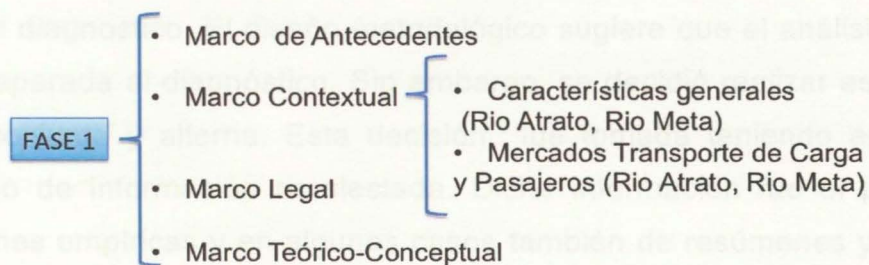 • Marco de Antecedentes
• Marco Contextual
• Características generales
(Rio Atrato, Rio Meta)
FASE 1
• Mercados Transporte de Carga
y Pasajeros (Rio Atrato, Rio Meta)
• Marco Legal
• Marco Teórico-Conceptual